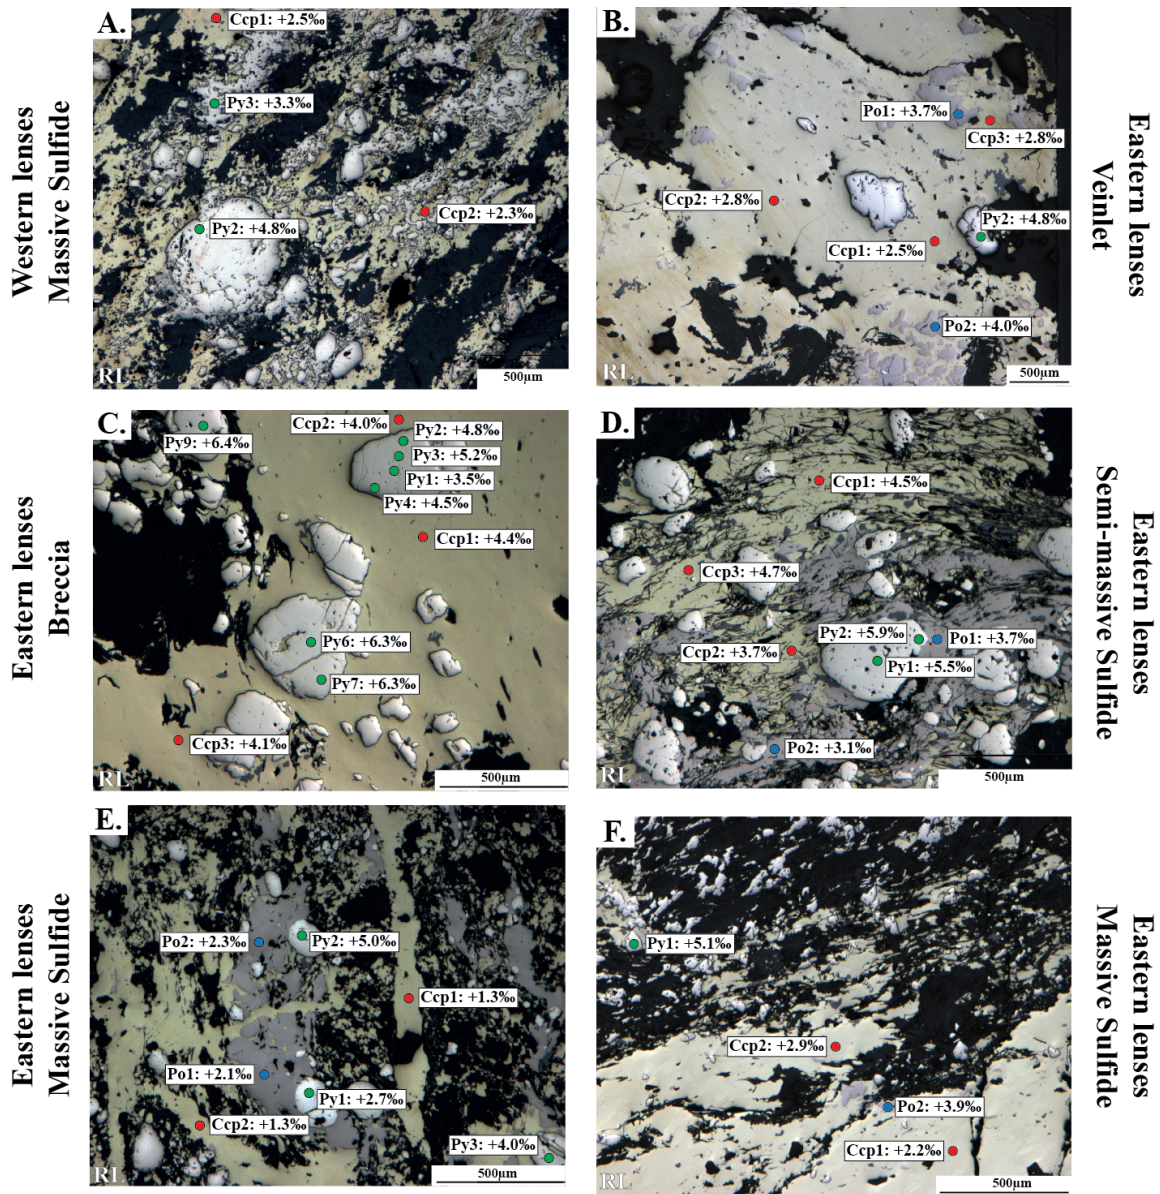 A.
Ccp1: +2.5‰
Py3: +3.3‰
Ccp2: +2.3‰
Py2: +4.8‰
RL
500µm
Western lenses
Massive Sulfide
B.
Po1: +3.7‰
Ccp3: +2.8‰
Ccp2: +2.8‰
Py2: +4.8‰
Ccp1: +2.5‰
Po2: +4.0‰
RL
500µm
Eastern lenses
Veinlet
C.
Ccp2: +4.0‰
Py9: +6.4‰
Py2: +4.8‰
Py3: +5.2‰
Py1: +3.5‰
Py4: +4.5‰
Ccp1: +4.4‰
Py6: +6.3‰
Py7: +6.3‰
Ccp3: +4.1‰
RL
500µm
Eastern lenses
Breccia
D.
Ccp1: +4.5‰
Ccp3: +4.7‰
Py2: +5.9‰
Po1: +3.7‰
Ccp2: +3.7‰
Py1: +5.5‰
Po2: +3.1‰
RL
500µm
Eastern lenses
Semi-massive Sulfide
E.
Po2: +2.3‰
Py2: +5.0‰
Ccp1: +1.3‰
Po1: +2.1‰
Py1: +2.7‰
Ccp2: +1.3‰
Py3: +4.0‰
RL
500µm
Eastern lenses
Massive Sulfide
F.
Py1: +5.1‰
Ccp2: +2.9‰
Po2: +3.9‰
Ccp1: +2.2‰
RL
500µm
Eastern lenses
Massive Sulfide